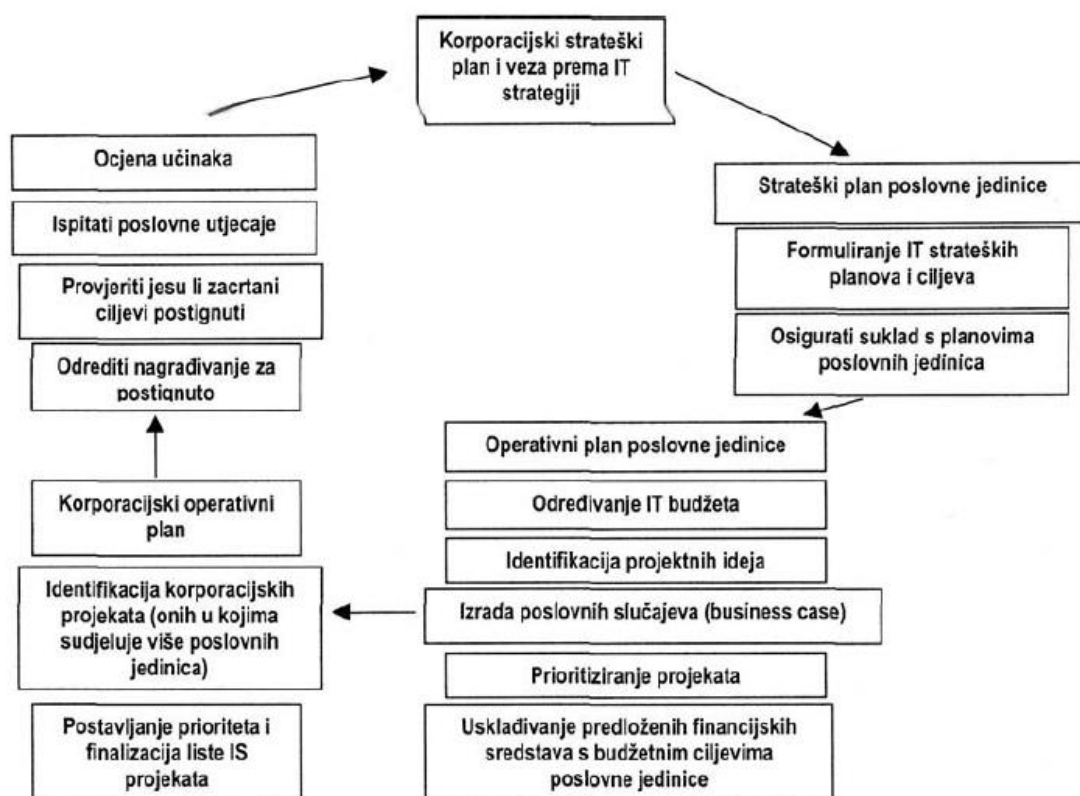 Korporacijski strateški
plan i veza prema IT
strategiji
Strateški plan poslovne jedinice
Formuliranje IT strateških
planova i ciljeva
Osigurati suklad s planovima
poslovnih jedinica
Operativni plan poslovne jedinice
Određivanje IT budžeta
Identifikacija projektnih ideja
Izrada poslovnih slučajeva (business case)
Prioritiziranje projekata
Usklađivanje predloženih financijskih
sredstava s budžetnim ciljevima
poslovne jedinice
Korporacijski operativni
plan
Identifikacija korporacijskih
projekata (onih u kojima
sudjeluje više poslovnih
jedinica)
Postavljanje prioriteta i
finalizacija liste IS
projekata
Ocjena učinaka
Ispitati poslovne utjecaje
Provjeriti jesu li zacrtani
ciljevi postignuti
Odrediti nagrađivanje za
postignuto